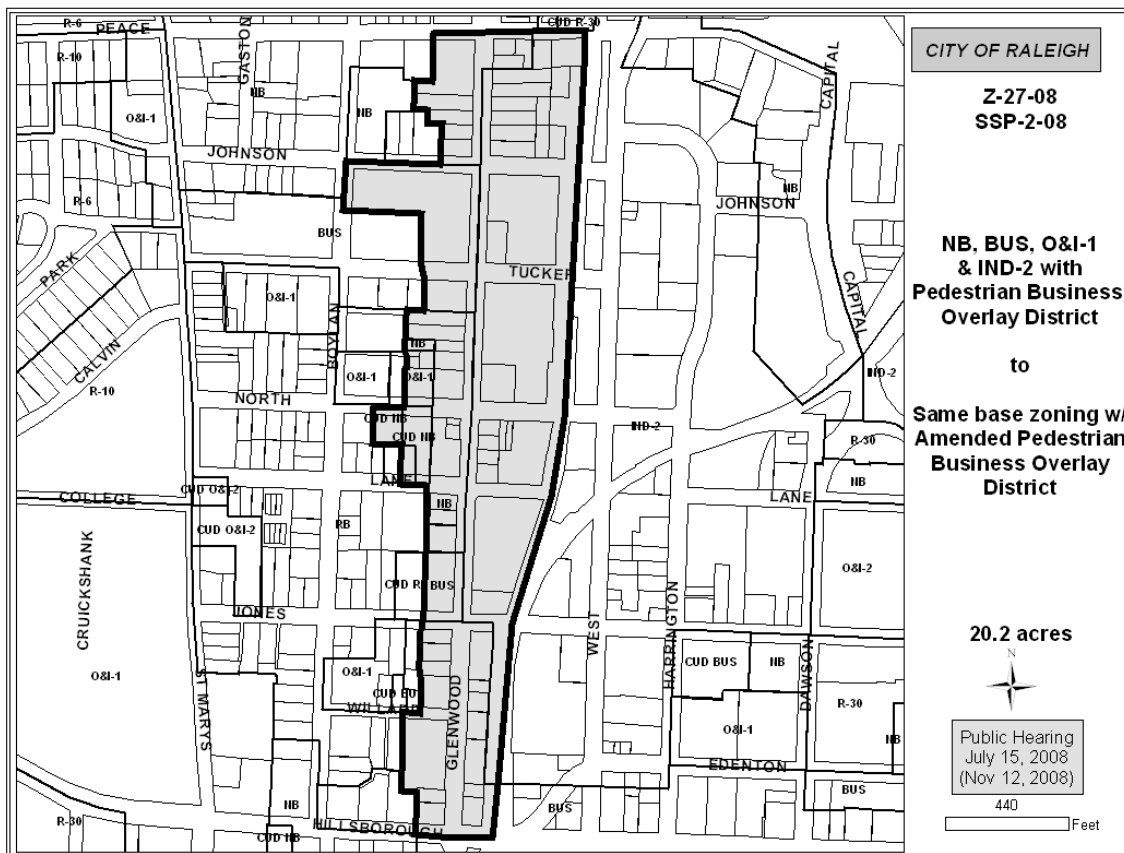 R-6
PEACE
CUD R-30
R-10
GASTON
NB
O&I-1
NB
CAPITAL
JOHNSON
NB
R-6
JOHNSON
BUS
PARK
TUCKER
O&I-1
CAPITAL
BOYLAN
NB
CALVIN
O&I-1
O&I-1
IND-2
R-10
NORTH
CUD NB
CUD NB
IND-2
R-30
LANE
NB
CUD O&I-2
COLLEGE
LANE
NB
CUD O&I-2
RB
CRUICKSHANK
O&I-2
BUS
JONES
WEST
HARRINGTON
O&I-1
O&I-1
CUD BUS
NB
DAWSON
ST MARYS
GLENWOOD
R-30
O&I-1
NB
EDENTON
NB
BUS
BUS
R-30
CUD NB
HILLSBOROUGH
CITY OF RALEIGH
Z-27-08
SSP-2-08
NB, BUS, O&I-1
& IND-2 with
Pedestrian Business
Overlay District
to
Same base zoning w/
Amended Pedestrian
Business Overlay
District
20.2 acres
N
Public Hearing
July 15, 2008
(Nov 12, 2008)
440
Feet